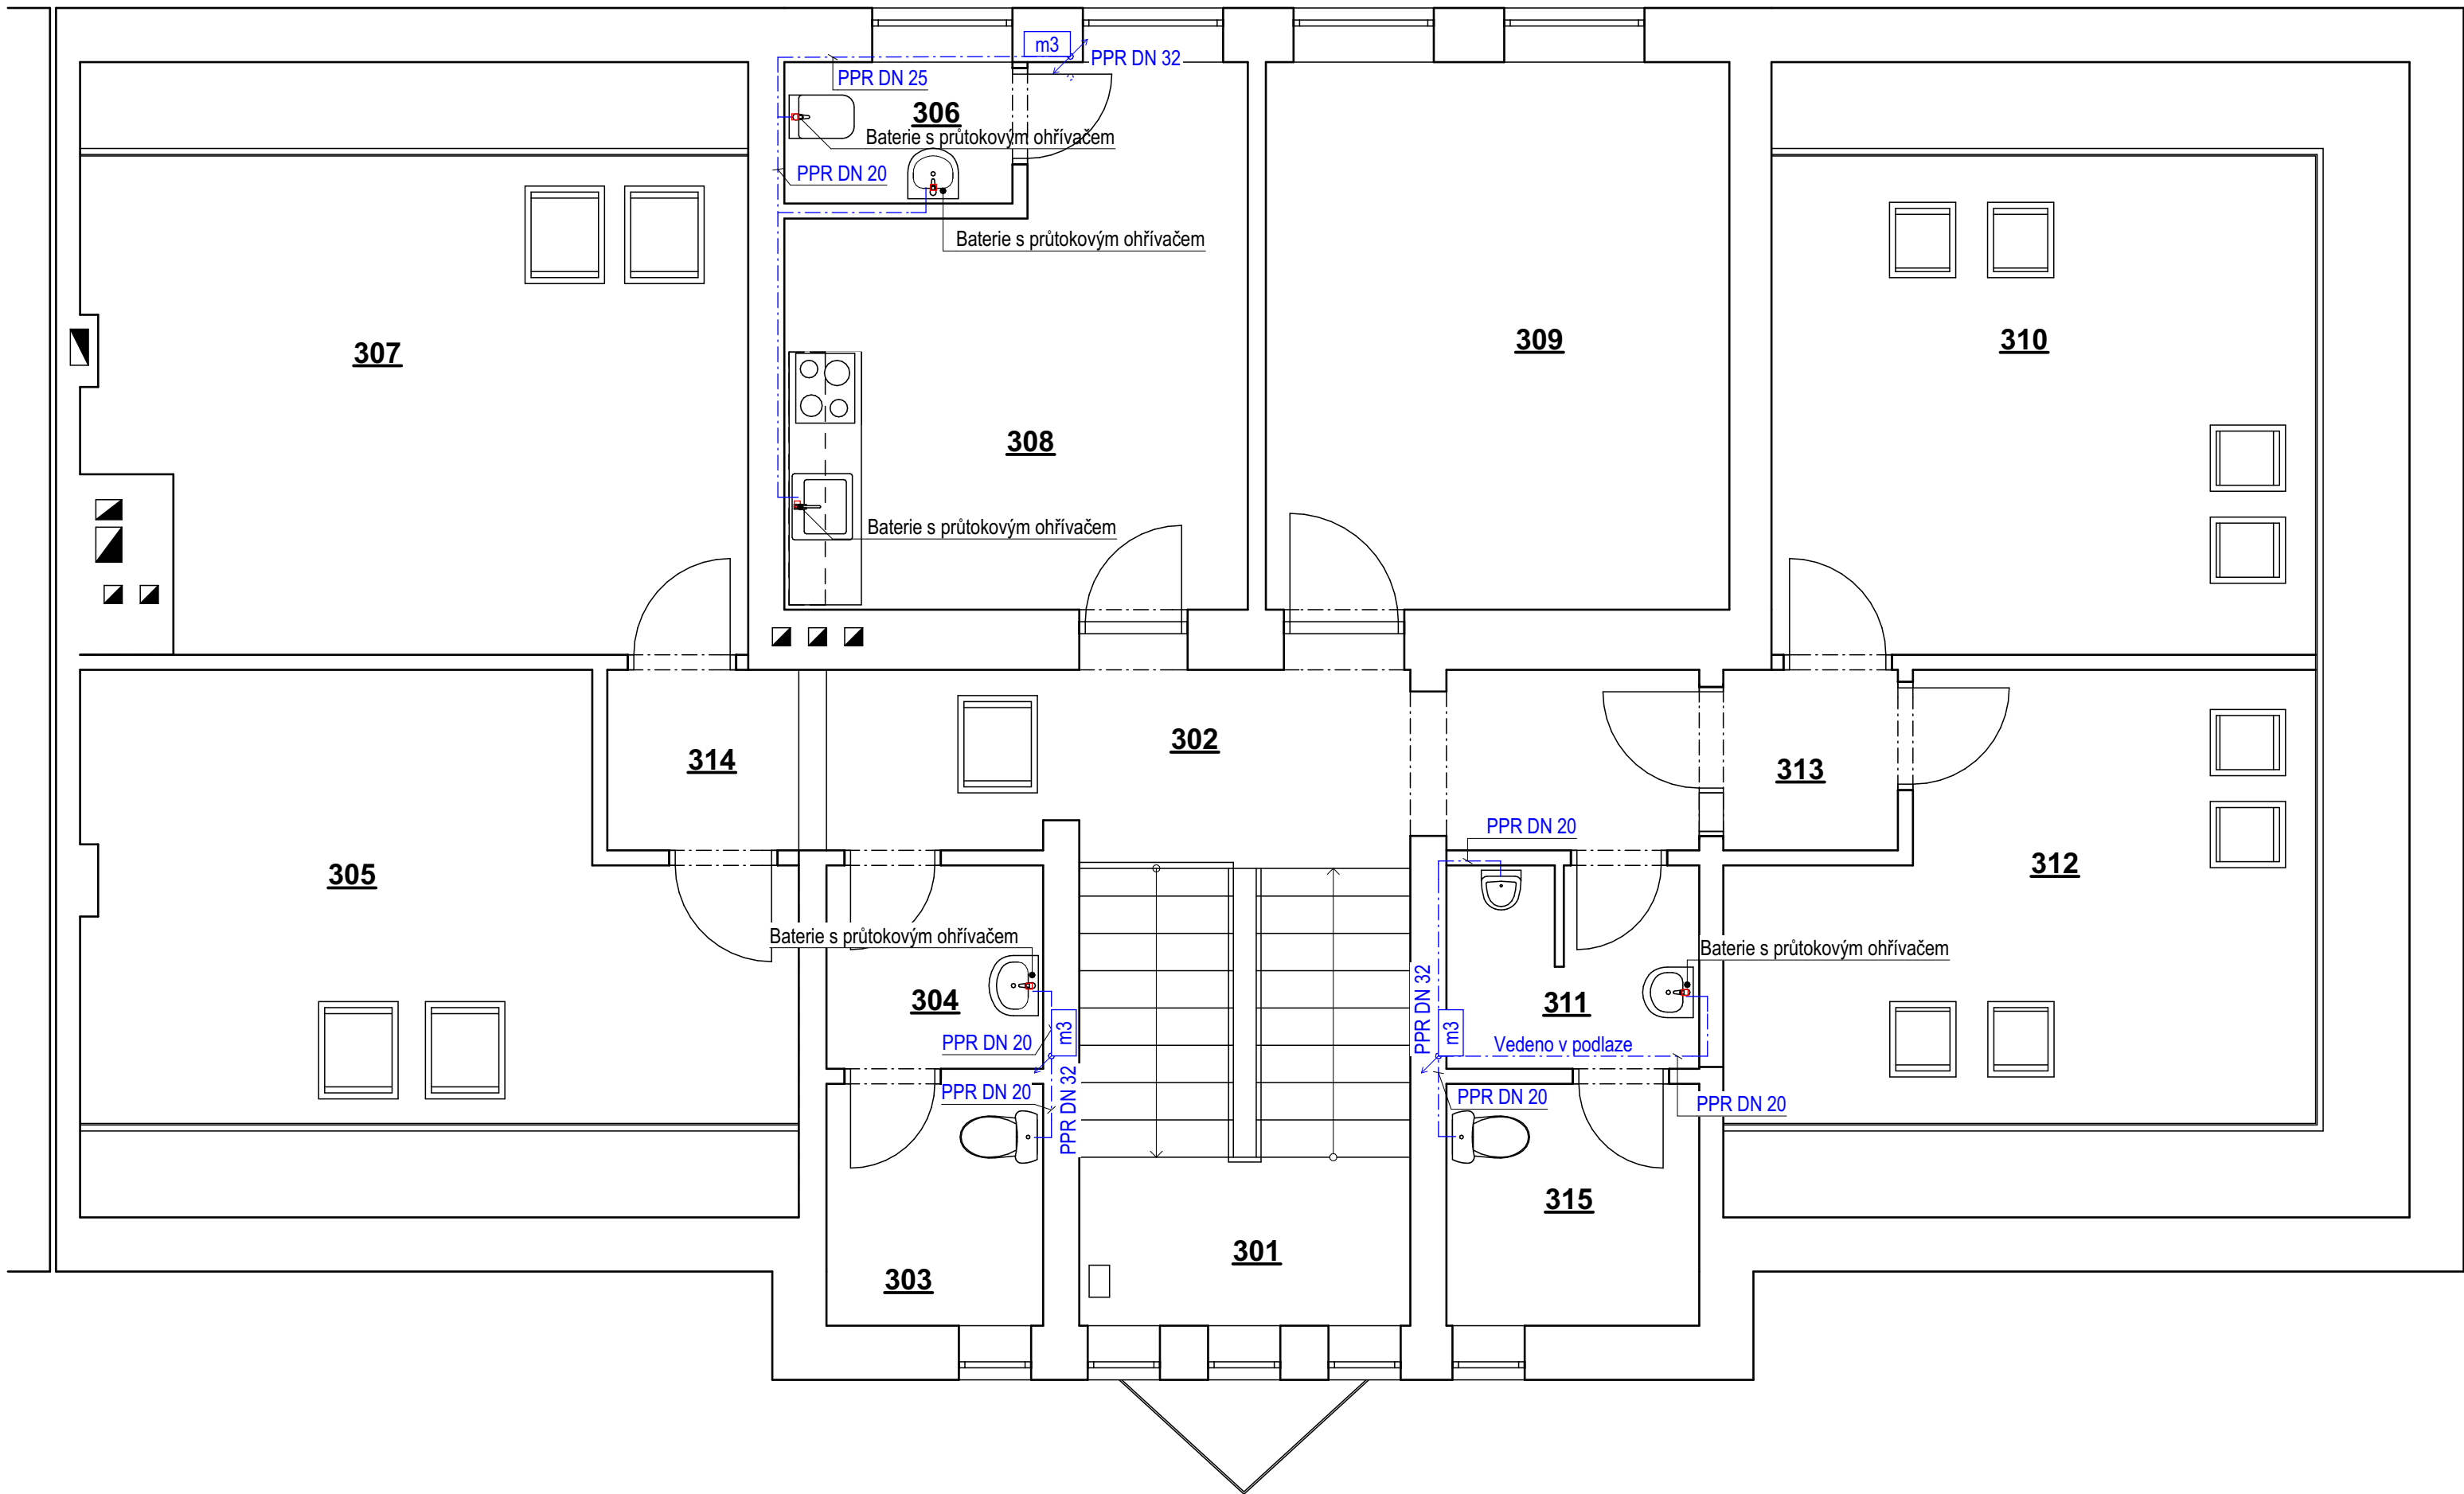 m3
PPR DN 32
PPR DN 25
306
Baterie s průtokovým ohřívačem
PPR DN 20
Baterie s průtokovým ohřívačem
307
309
310
308
Baterie s průtokovým ohřívačem
314
302
313
PPR DN 20
305
312
Baterie s průtokovým ohřívačem
Baterie s průtokovým ohřívačem
304
311
PPR DN 32
m3
m3
PPR DN 20
Vedeno v podlaze
PPR DN 20
PPR DN 32
PPR DN 20
PPR DN 20
315
301
303